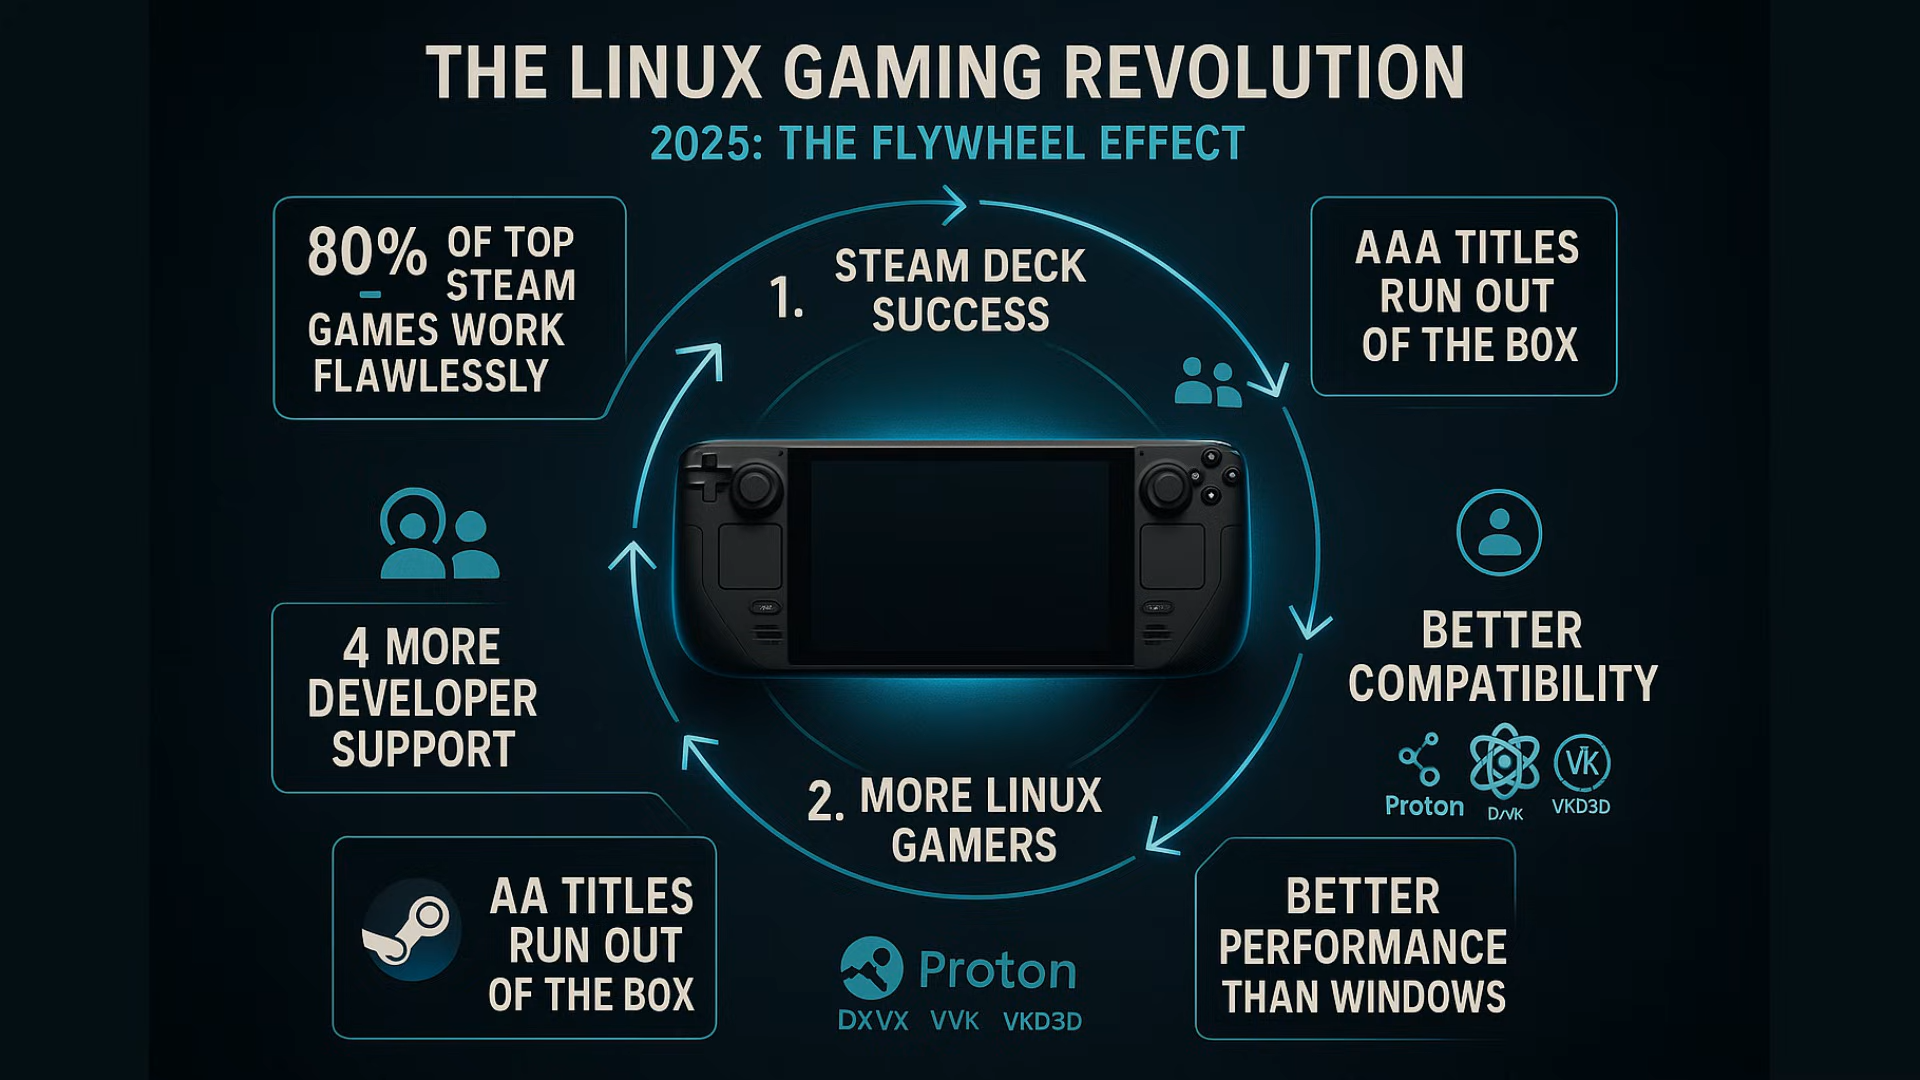 THE LINUX GAMING REVOLUTION
2025: THE FLYWHEEL EFFECT
80% OF TOP
STEAM
GAMES WORK
FLAWLESSLY
1. STEAM DECK
SUCCESS
AAA TITLES
RUN OUT
OF THE BOX
4 MORE
DEVELOPER
SUPPORT
BETTER
COMPATIBILITY
VK
Proton
VKD3D
2. MORE LINUX
GAMERS
AA TITLES
RUN OUT
OF THE BOX
Proton
DXVX VVK VKD3D
BETTER
PERFORMANCE
THAN WINDOWS